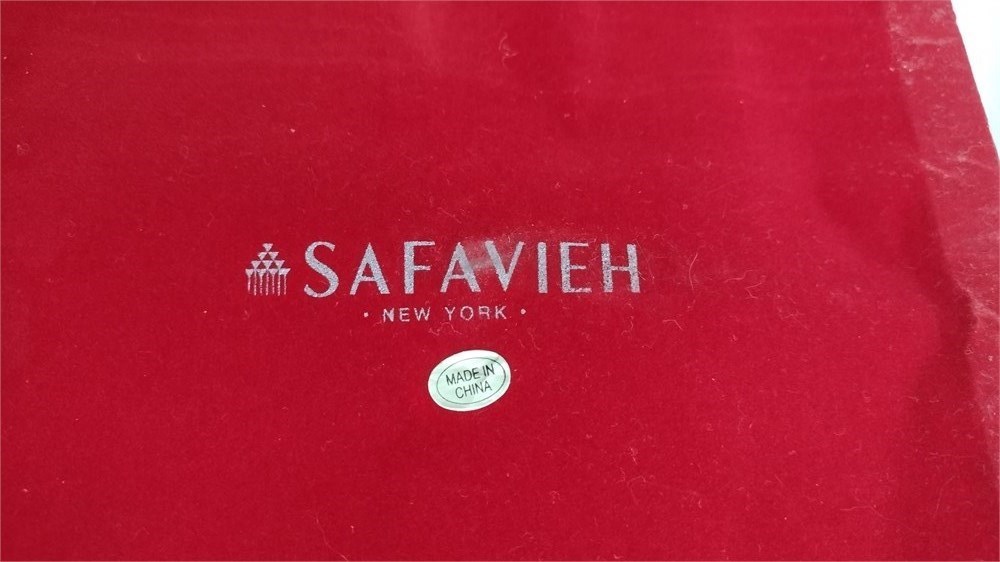 SAFAVIEH
· NEW YORK ·
MADE IN
CHINA